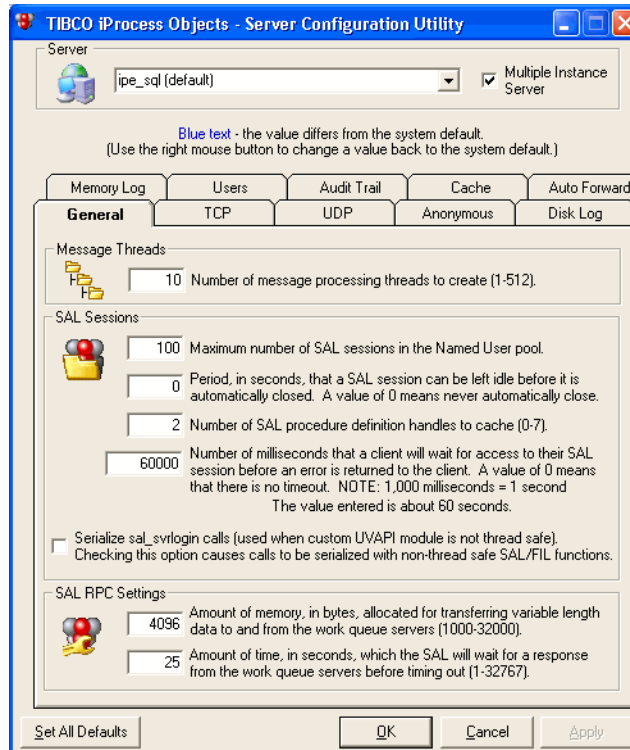 TIBCO iProcess Objects - Server Configuration Utility
Server
ipe_sql (default)
Multiple Instance
Server
Blue text - the value differs from the system default.
(Use the right mouse button to change a value back to the system default.)
Memory Log
Users
Audit Trail
Cache
Auto Forward
General
TCP
UDP
Anonymous
Disk Log
Message Threads
10 Number of message processing threads to create (1-512).
SAL Sessions
100 Maximum number of SAL sessions in the Named User pool.
0 Period, in seconds, that a SAL session can be left idle before it is
automatically closed. A value of 0 means never automatically close.
2 Number of SAL procedure definition handles to cache (0-7).
60000 Number of milliseconds that a client will wait for access to their SAL
session before an error is returned to the client. A value of 0 means
that there is no timeout. NOTE: 1,000 milliseconds = 1 second
The value entered is about 60 seconds.
Serialize sal_svrlogin calls (used when custom UVAPI module is not thread safe).
Checking this option causes calls to be serialized with non-thread safe SAL/FIL functions.
SAL RPC Settings
4096 Amount of memory, in bytes, allocated for transferring variable length
data to and from the work queue servers (1000-32000).
25 Amount of time, in seconds, which the SAL will wait for a response
from the work queue servers before timing out (1-32767).
Set All Defaults
OK
Cancel
Apply